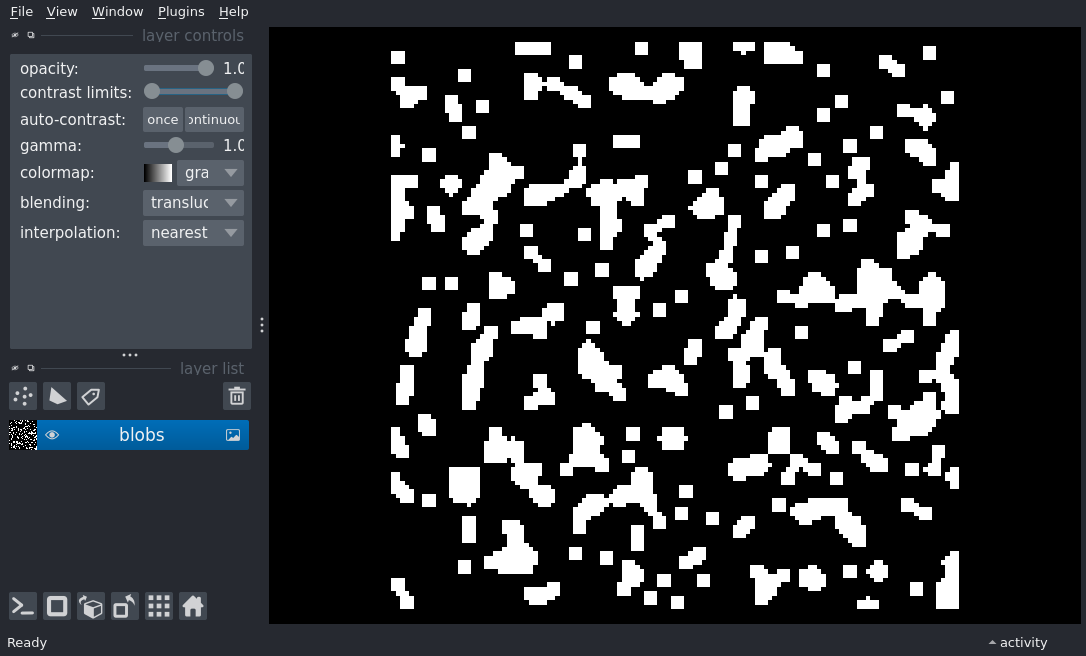 File View Window Plugins Help
layer controls
opacity: 1.0
contrast limits:
auto-contrast: once ontinuou
gamma: 1.0
colormap: gra
blending: transluc
interpolation: nearest
layer list
blobs
Ready
activity